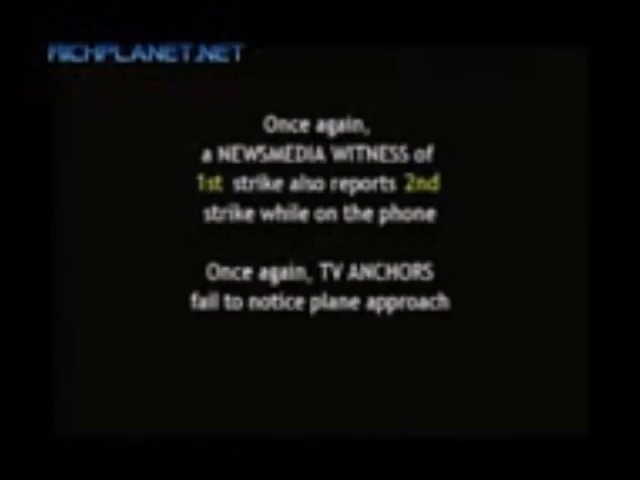 RICHPLANET.NET
Once again,
a NEWSMEDIA WITNESS of
1st strike also reports 2nd
strike while on the phone
Once again, TV ANCHORS
fail to notice plane approach